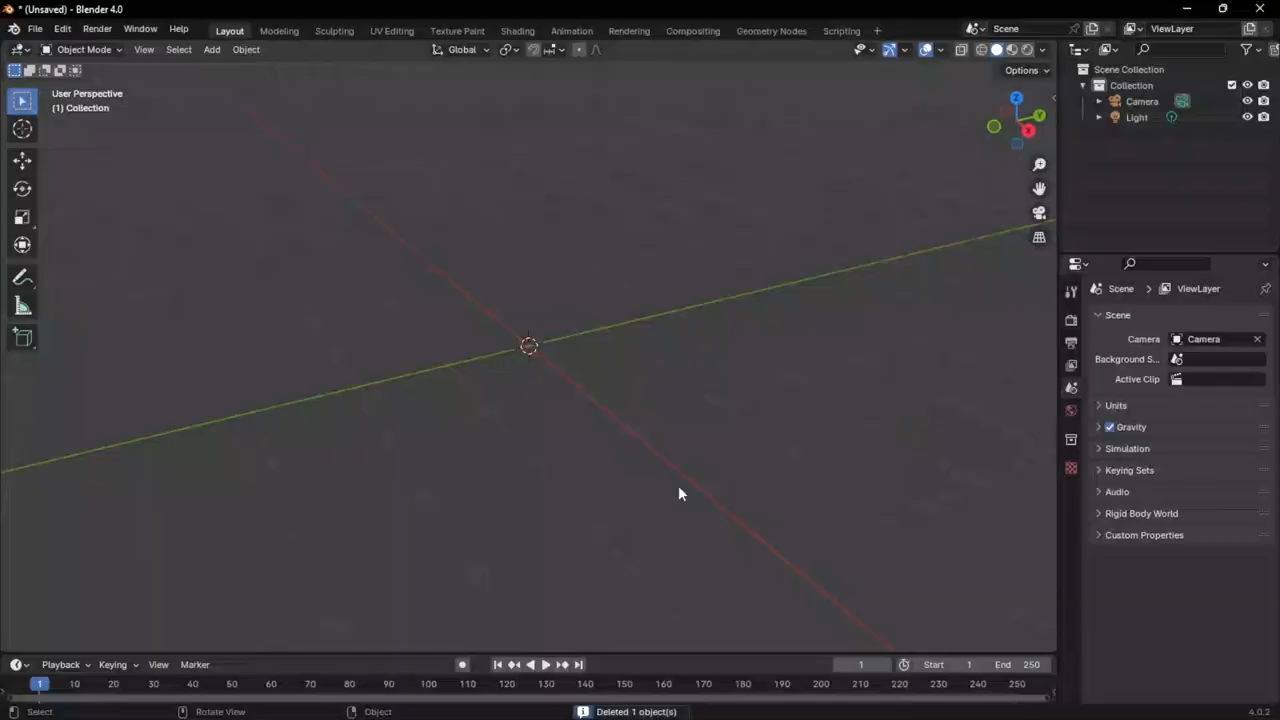 * (Unsaved) - Blender 4.0
File Edit Render Window Help Layout Modeling Sculpting UV Editing Texture Paint Shading Animation Rendering Compositing Geometry Nodes Scripting + Scene ViewLayer
Object Mode View Select Add Object Global
Options
User Perspective
(1) Collection
Z
Y
X
Scene Collection
Collection
Camera
Light
Scene > ViewLayer
Scene
Camera Camera
Background S...
Active Clip
Units
Gravity
Simulation
Keying Sets
Audio
Rigid Body World
Custom Properties
Playback Keying View Marker 1 Start 1 End 250
1 10 20 30 40 50 60 70 80 90 100 110 120 130 140 150 160 170 180 190 200 210 220 230 240 250
Select Rotate View Object Deleted 1 object(s) 4.0.2